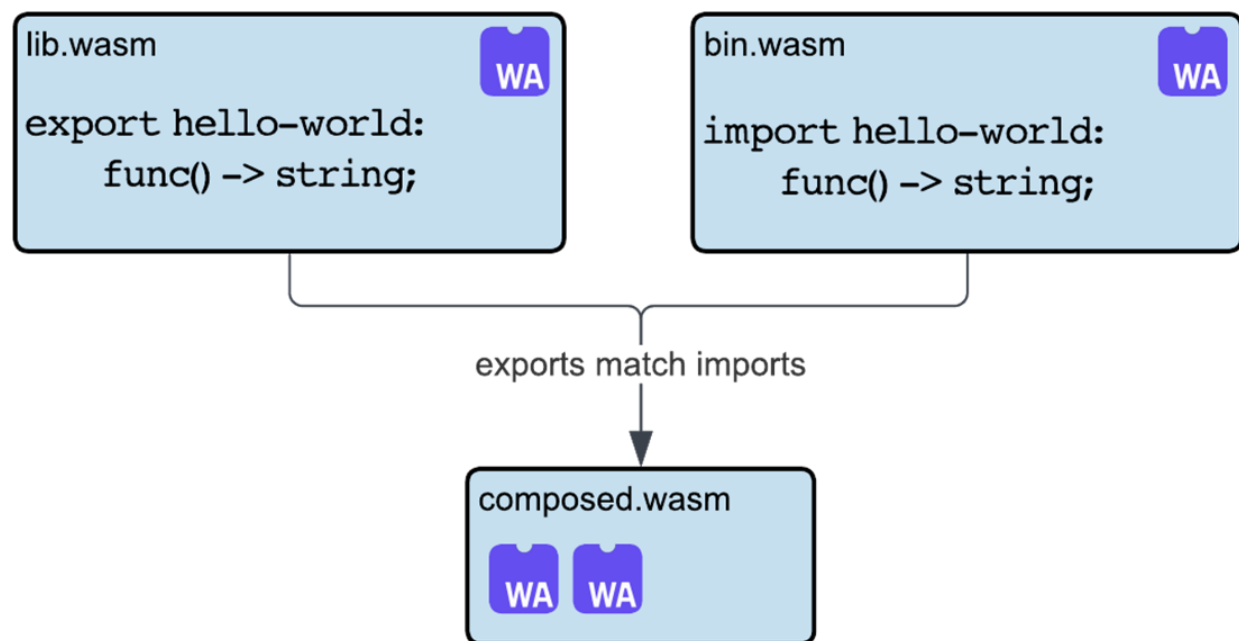 lib.wasm
WA
export hello-world:
func() -> string;
bin.wasm
WA
import hello-world:
func() -> string;
exports match imports
composed.wasm
WA WA